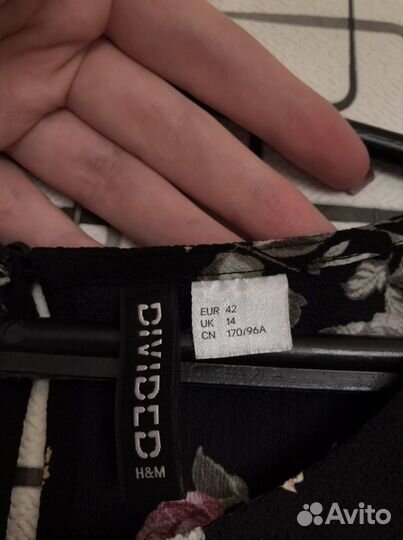 EUR 42
UK 14
CN 170/96A
DIVIDED
H&M
Avito